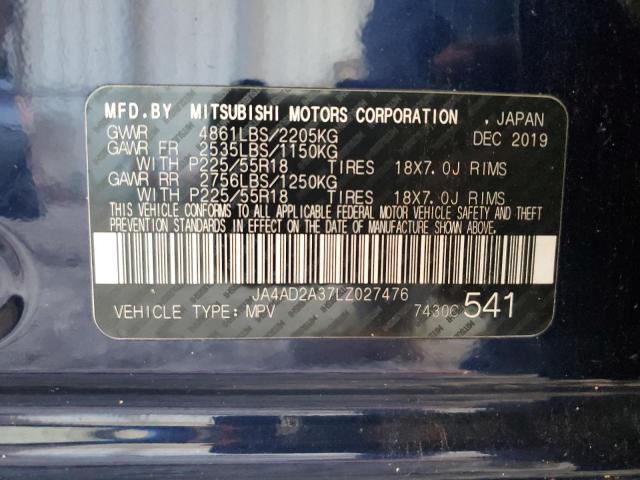 MFD.BY MITSUBISHI MOTORS CORPORATION , JAPAN
GVWR 4861LBS/2205KG DEC 2019
GAWR FR 2535LBS/1150KG
WITH P225/55R18 TIRES 18X7.0J RIMS
GAWR RR 2756LBS/1250KG
WITH P225/55R18 TIRES 18X7.0J RIMS
THIS VEHICLE CONFORMS TO ALL APPLICABLE FEDERAL MOTOR VEHICLE SAFETY AND THEFT
PREVENTION STANDARDS IN EFFECT ON THE DATE OF MANUFACTURE SHOWN ABOVE.
JA4AD2A37LZ027476
VEHICLE TYPE: MPV 7430C 541